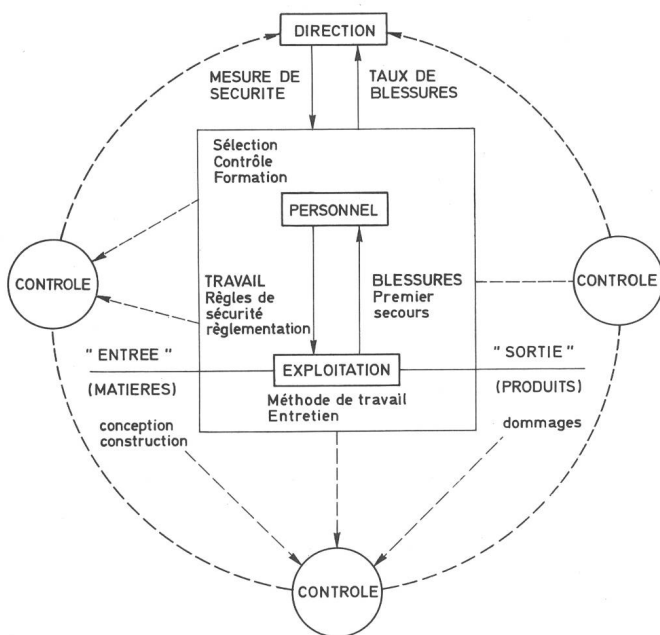 DIRECTION
MESURE DE
SECURITE
TAUX DE
BLESSURES
Sélection
Contrôle
Formation
PERSONNEL
CONTROLE
CONTROLE
TRAVAIL
Règles de
sécurité
règlementation
BLESSURES
Premier
secours
" ENTREE "
(MATIERES)
EXPLOITATION
" SORTIE "
(PRODUITS)
Méthode de travail
Entretien
conception
construction
dommages
CONTROLE